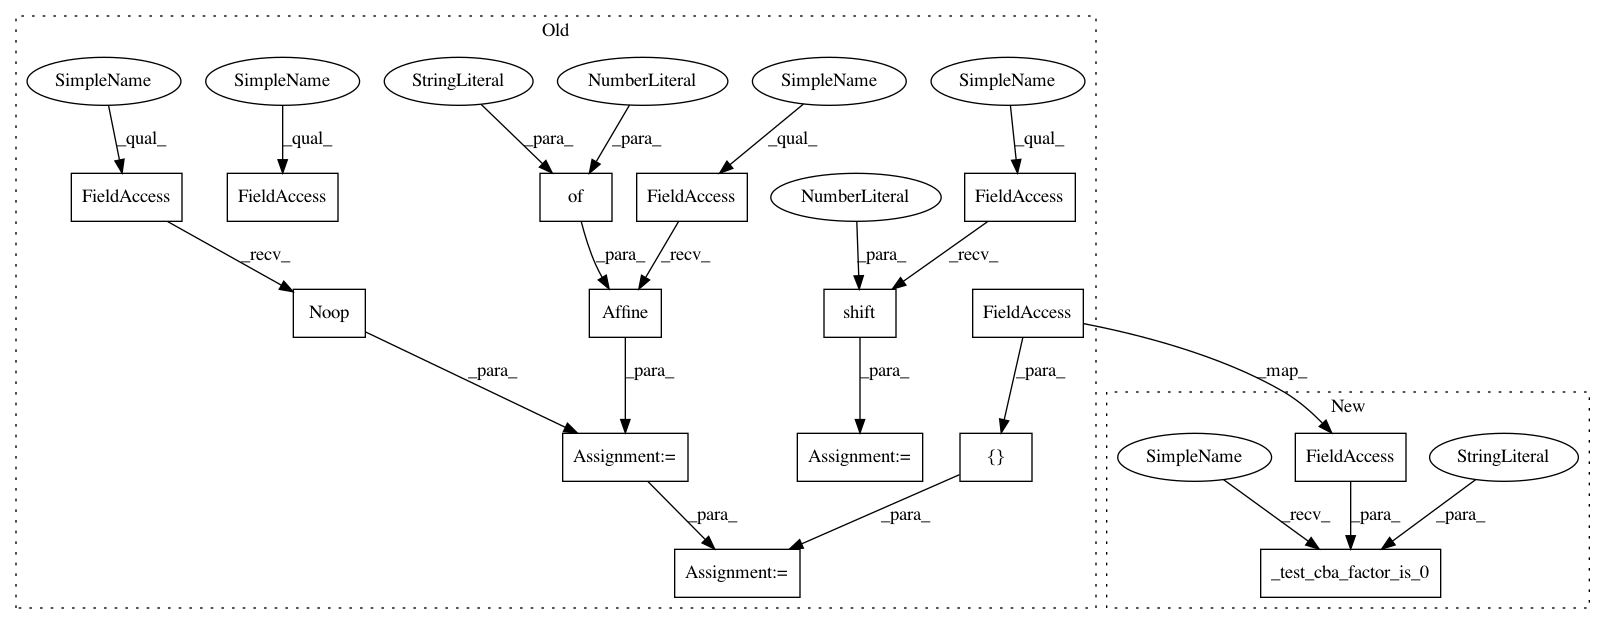 Old
SimpleName
SimpleName
StringLiteral
NumberLiteral
SimpleName
SimpleName
_qual_
_qual_
_para_
_para_
_qual_
_qual_
FieldAccess
FieldAccess
of
FieldAccess
NumberLiteral
FieldAccess
_recv_
_para_
_recv_
_para_
_recv_
Noop
Affine
shift
FieldAccess
_para_
_para_
_para_
_para_
_map_
New
Assignment:=
Assignment:=
{}
SimpleName
FieldAccess
StringLiteral
_para_
_para_
_recv_
_para_
_para_
Assignment:=
_test_cba_factor_is_0